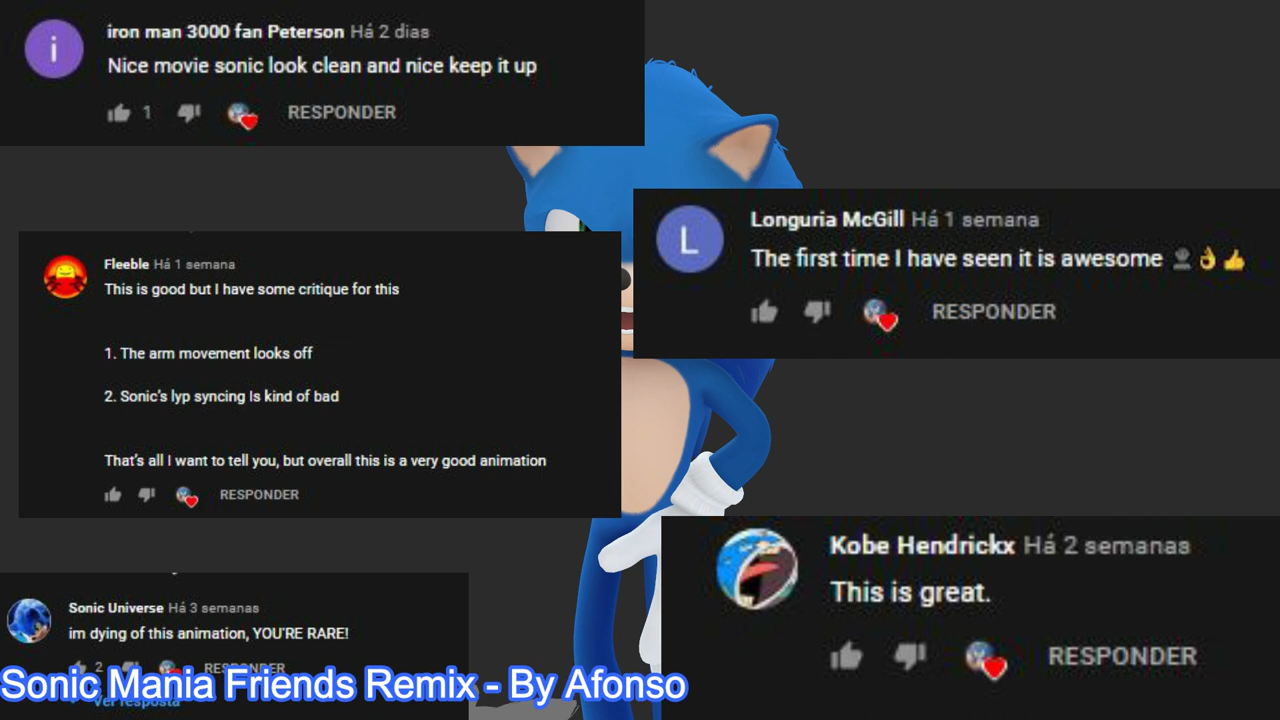 i
iron man 3000 fan Peterson Há 2 dias
Nice movie sonic look clean and nice keep it up
1
RESPONDER
L
Longuria McGill Há 1 semana
The first time I have seen it is awesome 👤👌👍
RESPONDER
Fleeble Há 1 semana
This is good but I have some critique for this
1. The arm movement looks off
2. Sonic's lyp syncing Is kind of bad
That's all I want to tell you, but overall this is a very good animation
RESPONDER
Kobe Hendrickx Há 2 semanas
This is great.
RESPONDER
Sonic Universe Há 3 semanas
im dying of this animation, YOU'RE RARE!
2
RESPONDER
Sonic Mania Friends Remix - By Afonso
Ver resposta